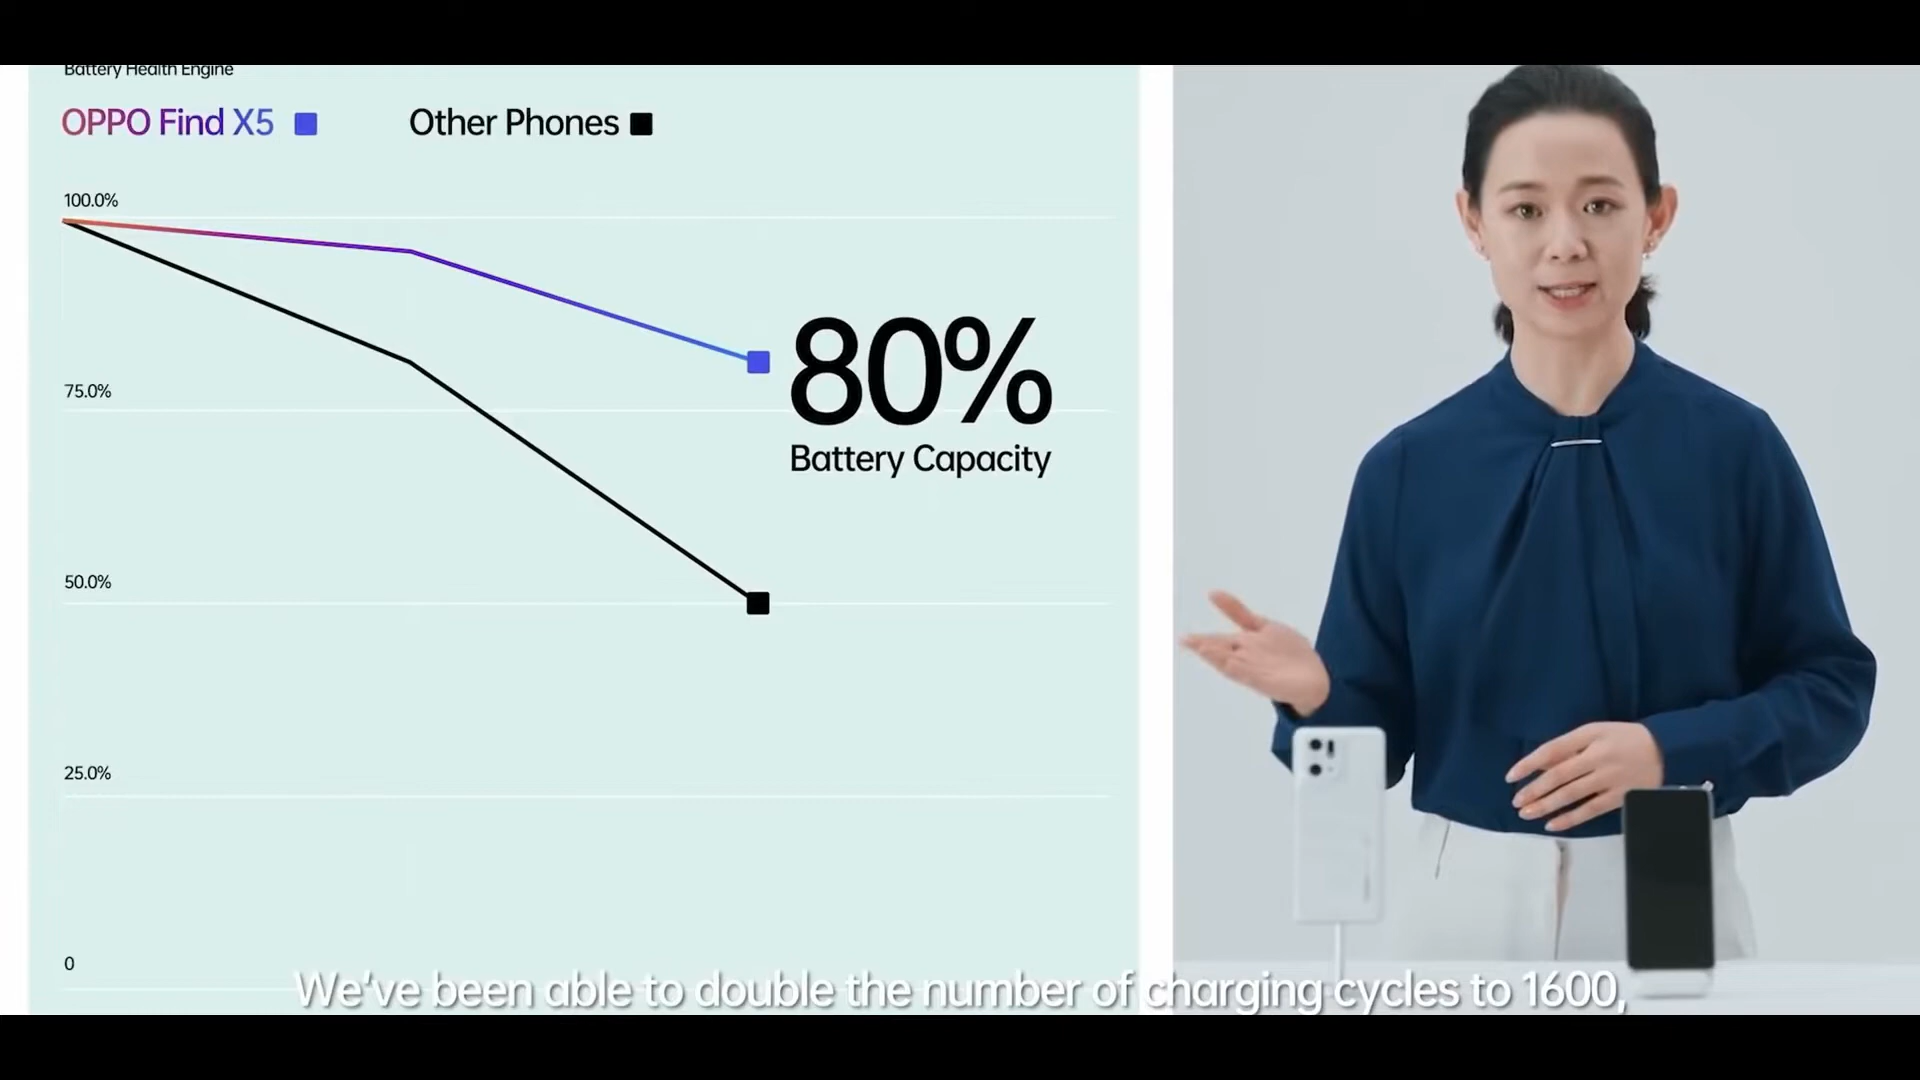 Battery Health Engine
OPPO Find X5 Other Phones
100.0%
80%
75.0%
Battery Capacity
50.0%
25.0%
0
We've been able to double the number of charging cycles to 1600,